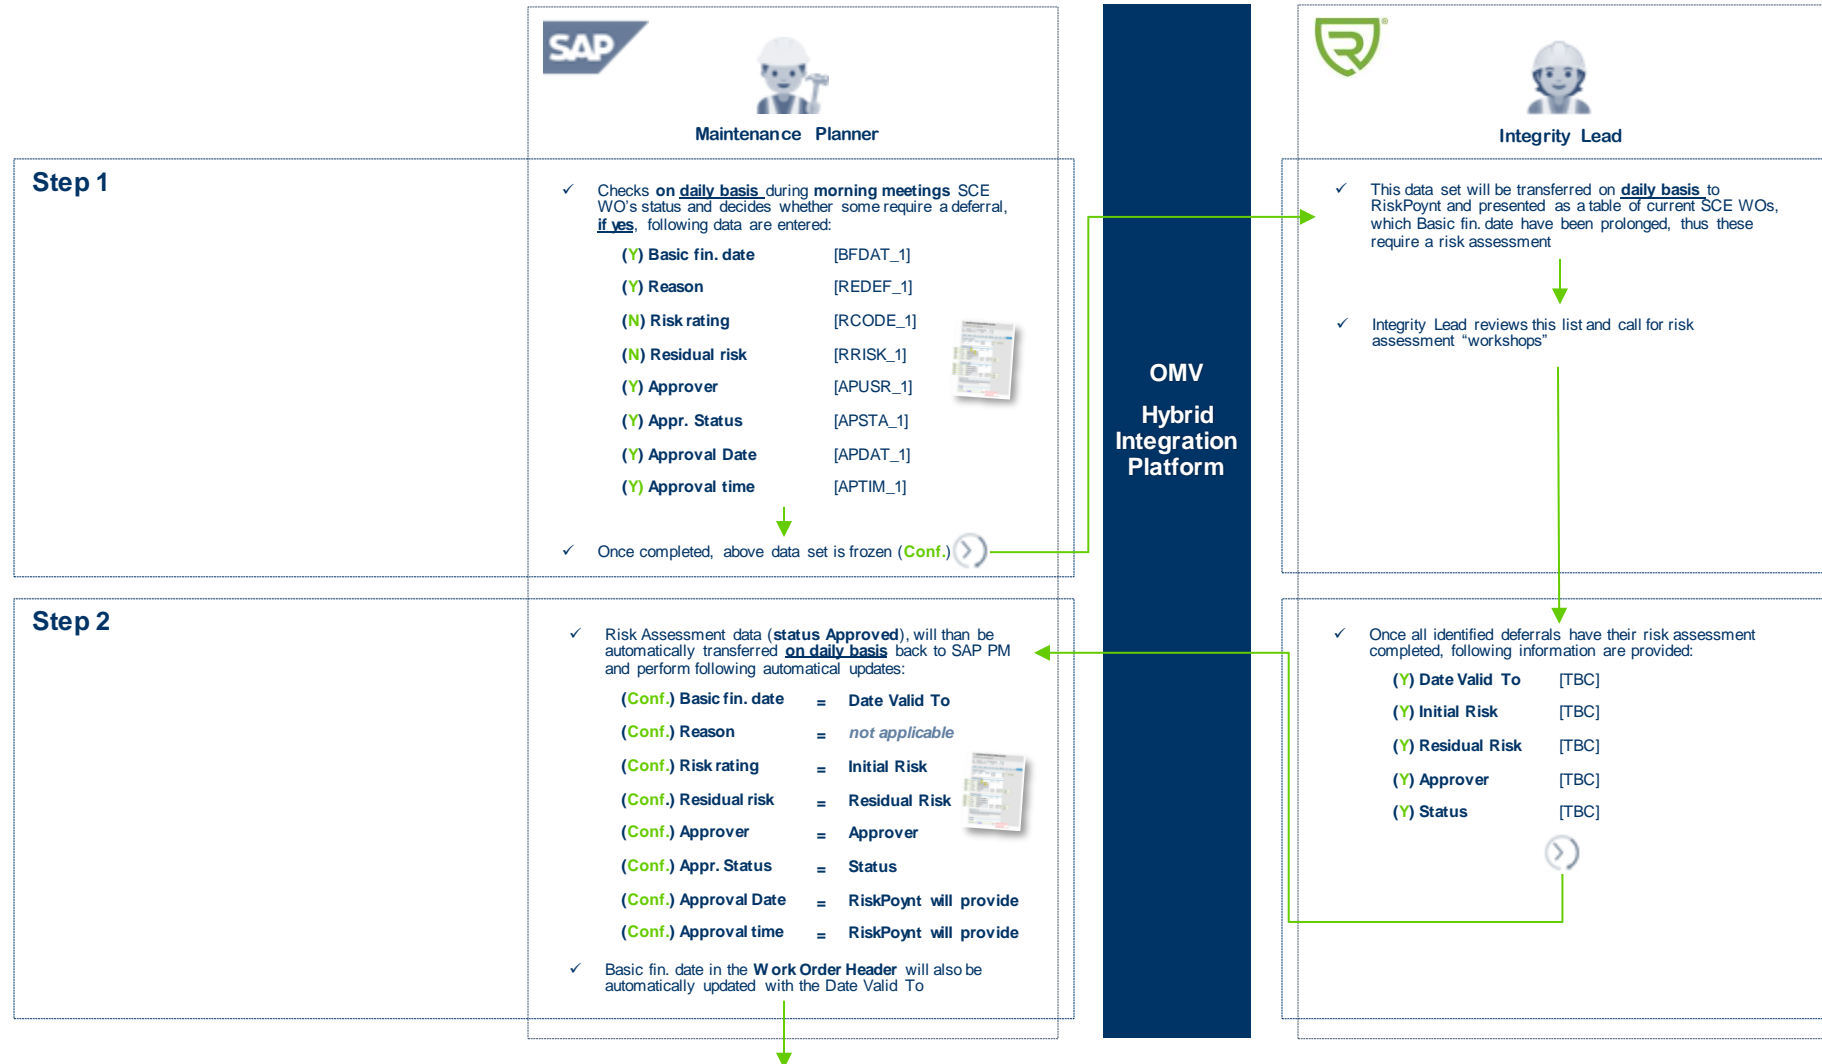 SAP
Maintenance Planner
Integrity Lead
OMV
Hybrid
Integration
Platform
Step 1
✓ Checks on daily basis during morning meetings SCE
WO's status and decides whether some require a deferral,
if yes, following data are entered:
(Y) Basic fin. date [BFDAT_1]
(Y) Reason [REDEF_1]
(N) Risk rating [RCODE_1]
(N) Residual risk [RRISK_1]
(Y) Approver [APUSR_1]
(Y) Appr. Status [APSTA_1]
(Y) Approval Date [APDAT_1]
(Y) Approval time [APTIM_1]
✓ Once completed, above data set is frozen (Conf.)
✓ This data set will be transferred on daily basis to
RiskPoynt and presented as a table of current SCE WOs,
which Basic fin. date have been prolonged, thus these
require a risk assessment
✓ Integrity Lead reviews this list and call for risk
assessment “workshops”
Step 2
✓ Risk Assessment data (status Approved), will than be
automatically transferred on daily basis back to SAP PM
and perform following automatical updates:
(Conf.) Basic fin. date = Date Valid To
(Conf.) Reason = not applicable
(Conf.) Risk rating = Initial Risk
(Conf.) Residual risk = Residual Risk
(Conf.) Approver = Approver
(Conf.) Appr. Status = Status
(Conf.) Approval Date = RiskPoynt will provide
(Conf.) Approval time = RiskPoynt will provide
✓ Basic fin. date in the Work Order Header will also be
automatically updated with the Date Valid To
✓ Once all identified deferrals have their risk assessment
completed, following information are provided:
(Y) Date Valid To [TBC]
(Y) Initial Risk [TBC]
(Y) Residual Risk [TBC]
(Y) Approver [TBC]
(Y) Status [TBC]